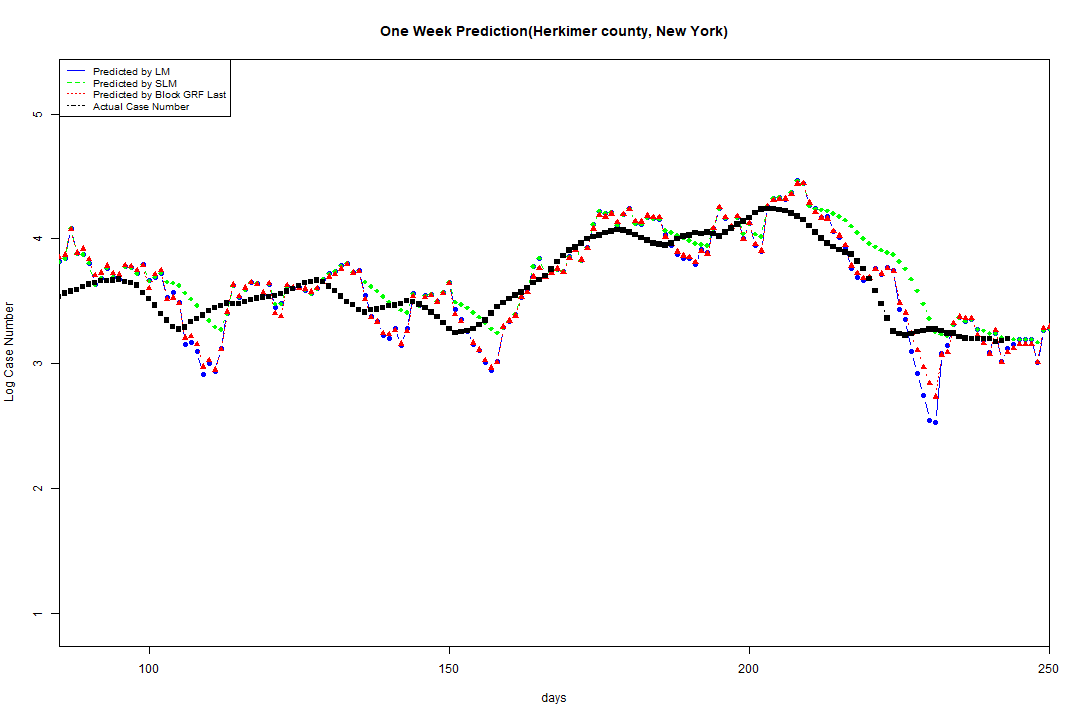 One Week Prediction(Herkimer county, New York)
Predicted by LM
Predicted by SLM
Predicted by Block GRF Last
Actual Case Number
5
4
3
2
1
Log Case Number
100
150
200
250
days